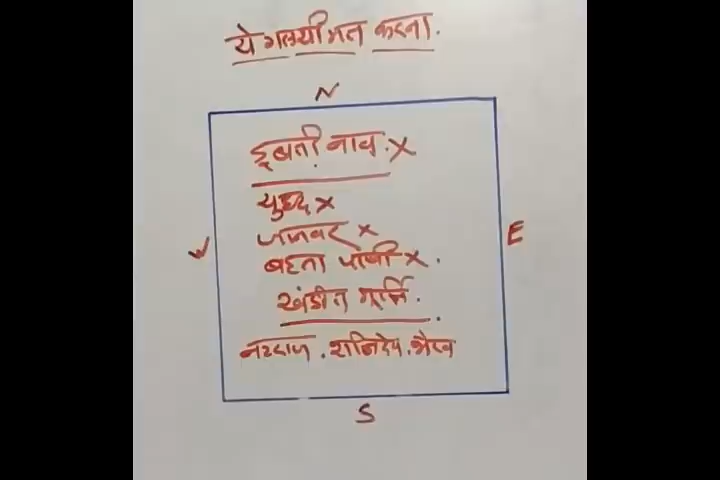 ये गलती मत करना.
N
डूबती नाव. x
युद्ध x
W
जानवर x
E
बहता पानी x.
खंडीत मूर्ति.
नटराज. शनिदेव. भैरव
S